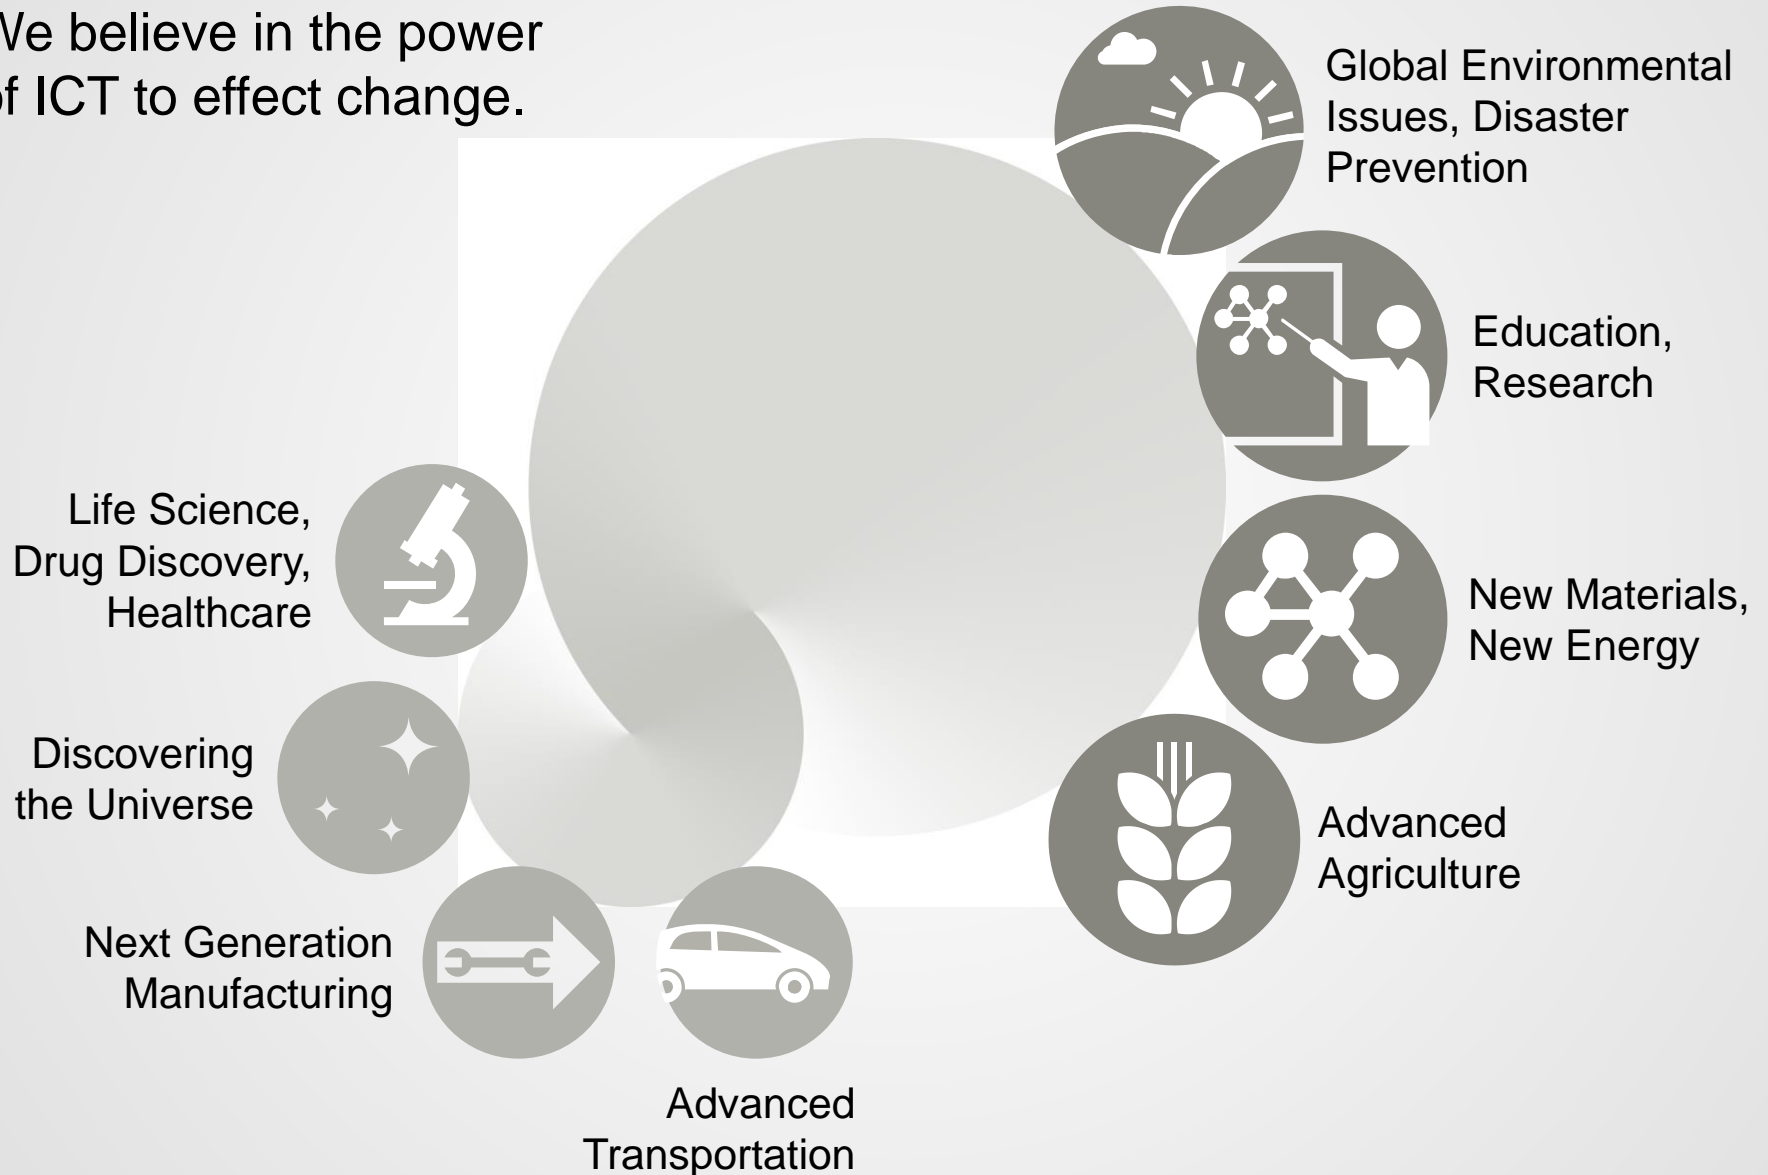 We believe in the power
of ICT to effect change.
Global Environmental
Issues, Disaster
Prevention
Education,
Research
New Materials,
New Energy
Advanced
Agriculture
Life Science,
Drug Discovery,
Healthcare
Discovering
the Universe
Next Generation
Manufacturing
Advanced
Transportation